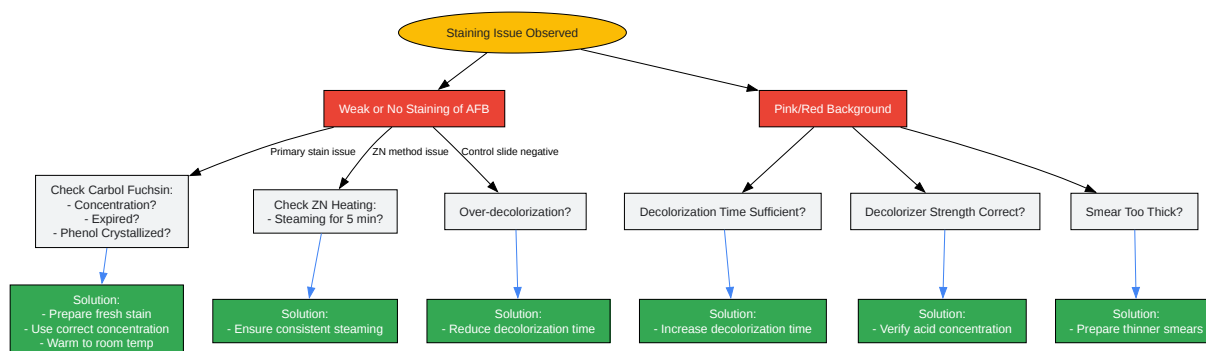 Staining Issue Observed
Weak or No Staining of AFB
Pink/Red Background
Primary stain issue
ZN method issue
Control slide negative
Check Carbol Fuchsin:
- Concentration?
- Expired?
- Phenol Crystallized?
Check ZN Heating:
- Steaming for 5 min?
Over-decolorization?
Decolorization Time Sufficient?
Decolorizer Strength Correct?
Smear Too Thick?
Solution:
- Prepare fresh stain
- Use correct concentration
- Warm to room temp
Solution:
- Ensure consistent steaming
Solution:
- Reduce decolorization time
Solution:
- Increase decolorization time
Solution:
- Verify acid concentration
Solution:
- Prepare thinner smears